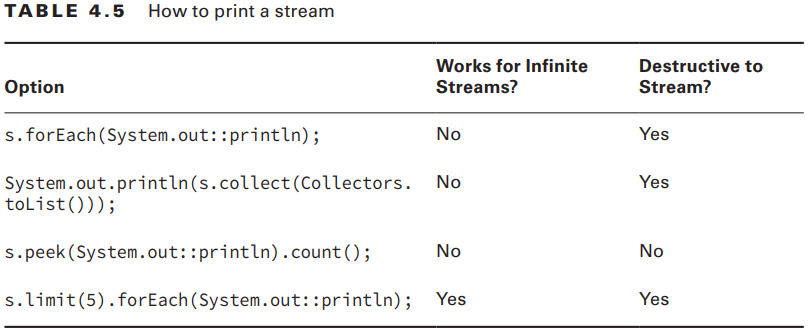 TABLE 4.5 How to print a stream
Works for Infinite Destructive to
Option Streams? Stream?
s.forEach(System.out::println); No Yes
System.out.println(s.collect(Collectors. No Yes
toList()));
s.peek(System.out::println).count(); No No
s.limit(5).forEach(System.out::println); Yes Yes